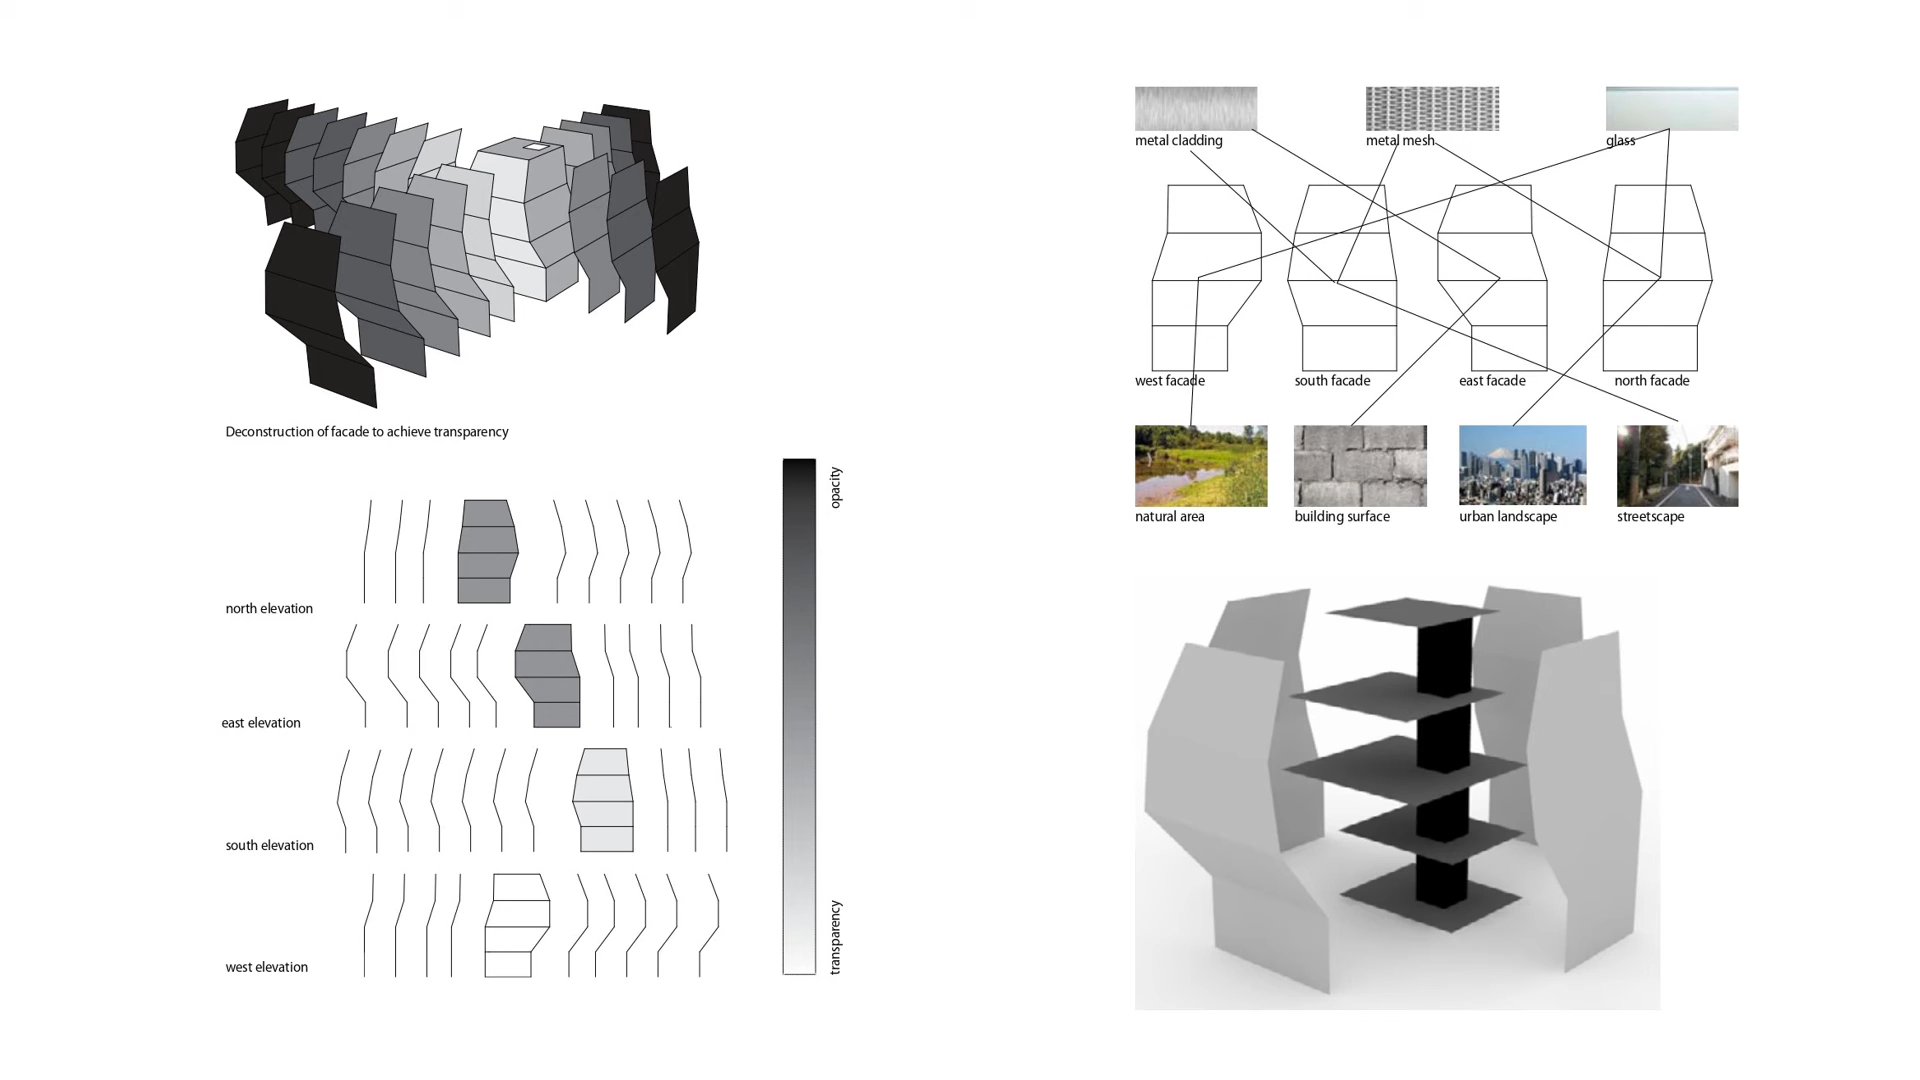 Deconstruction of facade to achieve transparency
north elevation
east elevation
south elevation
west elevation
opacity
transparency
metal cladding
metal mesh
glass
west facade
south facade
east facade
north facade
natural area
building surface
urban landscape
streetscape